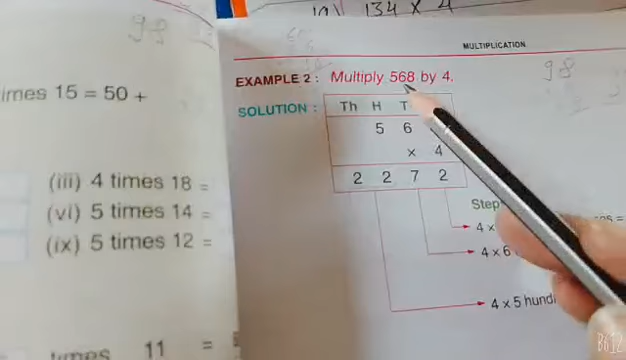 134 x 4
98
MULTIPLICATION
imes 15 = 50 +
(iii) 4 times 18 =
(vi) 5 times 14 =
(ix) 5 times 12 =
times 11 =
EXAMPLE 2 : Multiply 568 by 4.
98
SOLUTION :
Th H T
5 6
x 4
2 2 7 2
Step
4 x
4 x 6
4 x 5 hund
B612